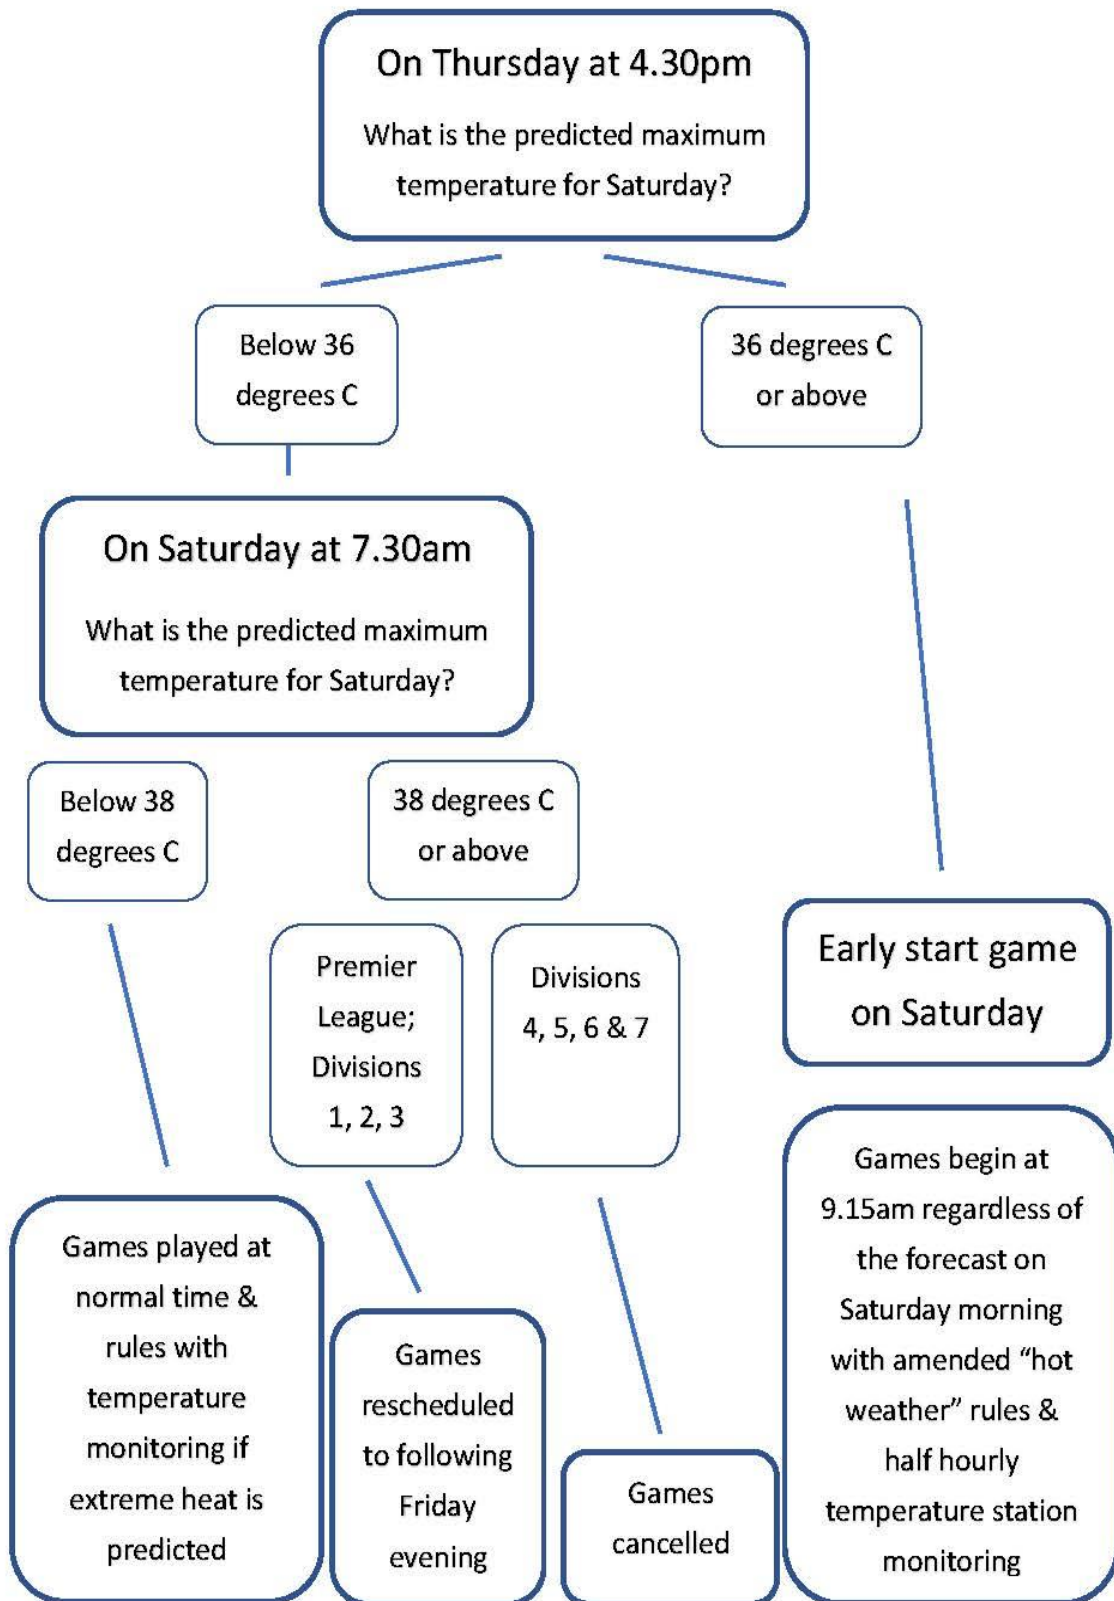 On Thursday at 4.30pm
What is the predicted maximum
temperature for Saturday?
Below 36
degrees C
36 degrees C
or above
On Saturday at 7.30am
What is the predicted maximum
temperature for Saturday?
Below 38
degrees C
38 degrees C
or above
Premier
League;
Divisions
1, 2, 3
Divisions
4, 5, 6 & 7
Early start game
on Saturday
Games played at
normal time &
rules with
temperature
monitoring if
extreme heat is
predicted
Games
rescheduled
to following
Friday
evening
Games
cancelled
Games begin at
9.15am regardless of
the forecast on
Saturday morning
with amended “hot
weather” rules &
half hourly
temperature station
monitoring